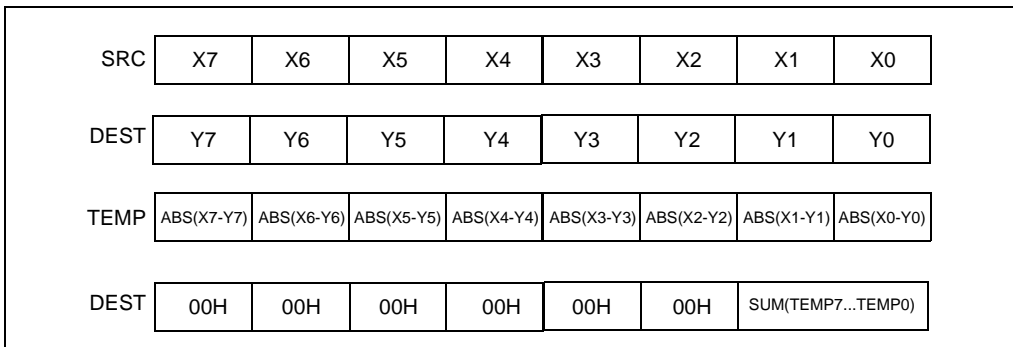 SRC X7 X6 X5 X4 X3 X2 X1 X0
DEST Y7 Y6 Y5 Y4 Y3 Y2 Y1 Y0
TEMP ABS(X7-Y7) ABS(X6-Y6) ABS(X5-Y5) ABS(X4-Y4) ABS(X3-Y3) ABS(X2-Y2) ABS(X1-Y1) ABS(X0-Y0)
DEST 00H 00H 00H 00H 00H 00H SUM(TEMP7...TEMP0)